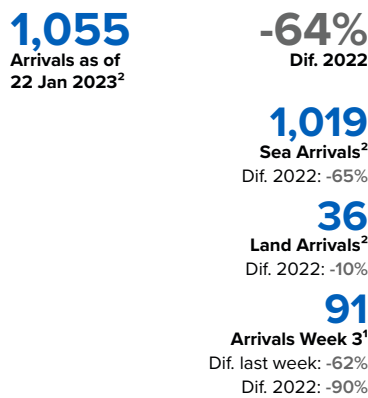 1,055
Arrivals as of
22 Jan 2023²
-64%
Dif. 2022
1,019
Sea Arrivals²
Dif. 2022: -65%
36
Land Arrivals²
Dif. 2022: -10%
91
Arrivals Week 3¹
Dif. last week: -62%
Dif. 2022: -90%